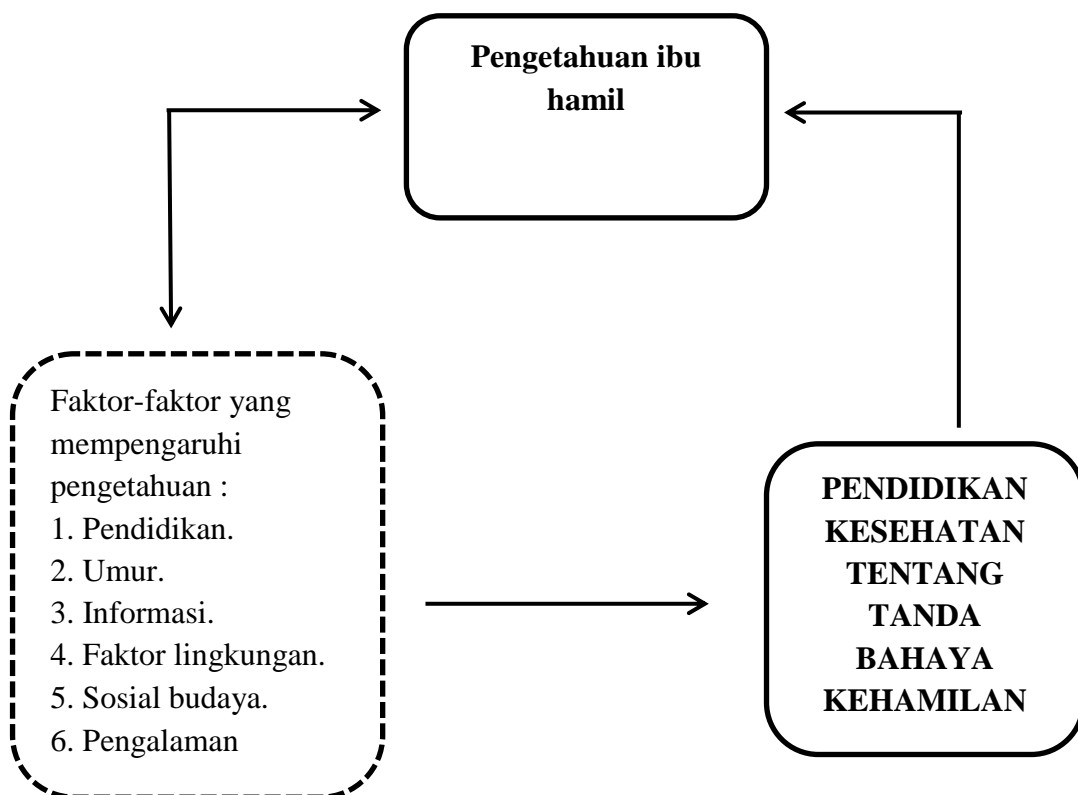 Pengetahuan ibu
hamil
Faktor-faktor yang
mempengaruhi
pengetahuan :
1. Pendidikan.
2. Umur.
3. Informasi.
4. Faktor lingkungan.
5. Sosial budaya.
6. Pengalaman
PENDIDIKAN
KESEHATAN
TENTANG
TANDA
BAHAYA
KEHAMILAN